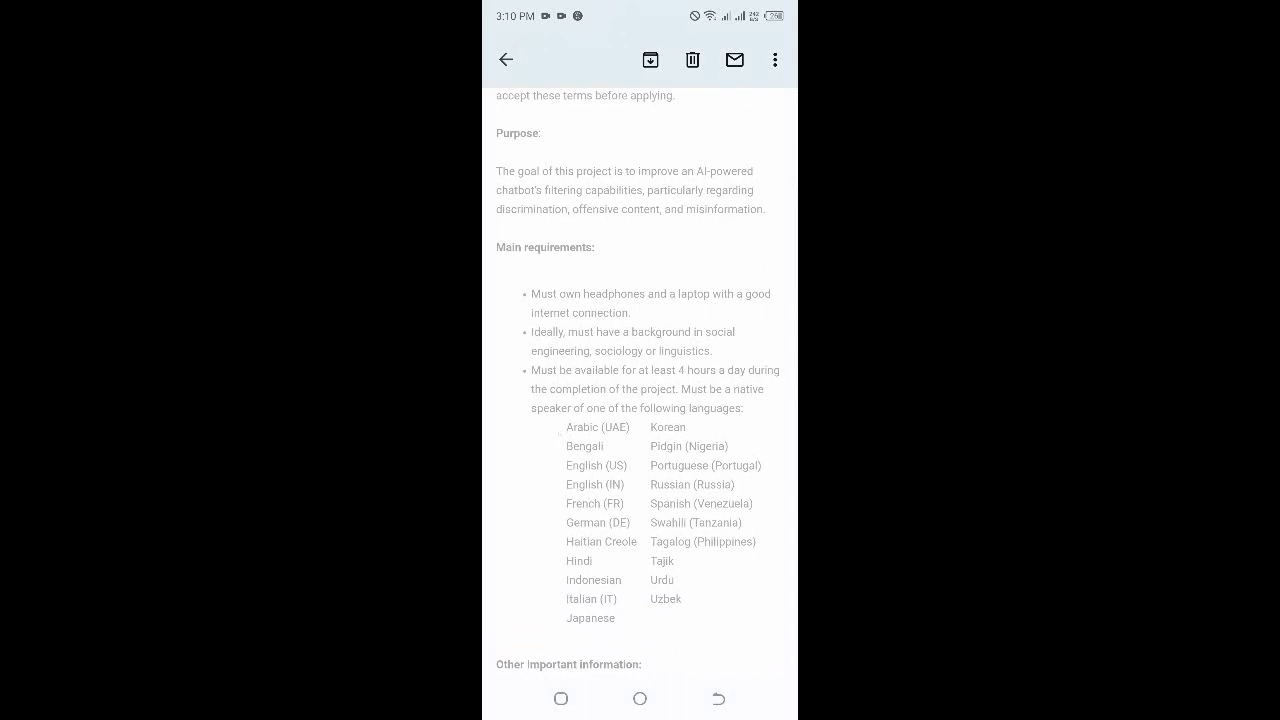 3:10 PM
accept these terms before applying.
Purpose:
The goal of this project is to improve an AI-powered
chatbot's filtering capabilities, particularly regarding
discrimination, offensive content, and misinformation.
Main requirements:
• Must own headphones and a laptop with a good
internet connection.
• Ideally, must have a background in social
engineering, sociology or linguistics.
• Must be available for at least 4 hours a day during
the completion of the project. Must be a native
speaker of one of the following languages:
Arabic (UAE) Korean
Bengali Pidgin (Nigeria)
English (US) Portuguese (Portugal)
English (IN) Russian (Russia)
French (FR) Spanish (Venezuela)
German (DE) Swahili (Tanzania)
Haitian Creole Tagalog (Philippines)
Hindi Tajik
Indonesian Urdu
Italian (IT) Uzbek
Japanese
Other important information: